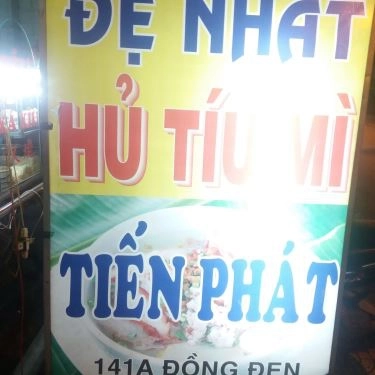 ĐỆ NHẤT
HỦ TÍU MÌ
TIẾN PHÁT
141A ĐỒNG ĐEN